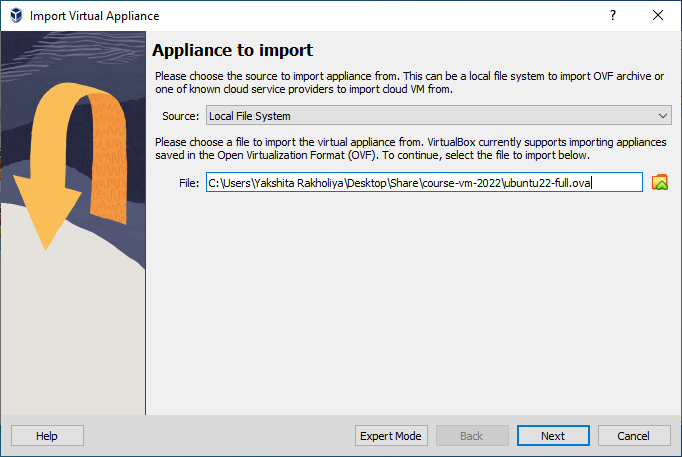 Import Virtual Appliance
?
Appliance to import
Please choose the source to import appliance from. This can be a local file system to import OVF archive or
one of known cloud service providers to import cloud VM from.
Source: Local File System
Please choose a file to import the virtual appliance from. VirtualBox currently supports importing appliances
saved in the Open Virtualization Format (OVF). To continue, select the file to import below.
File: C:\Users\Yakshita Rakholiya\Desktop\Share\course-vm-2022\ubuntu22-full.ova
Help Expert Mode Back Next Cancel